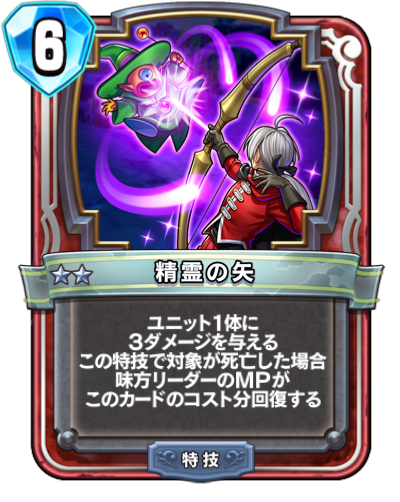 6
精霊の矢
ユニット1体に
3ダメージを与える
この特技で対象が死亡した場合
味方リーダーのMPが
このカードのコスト分回復する
特技